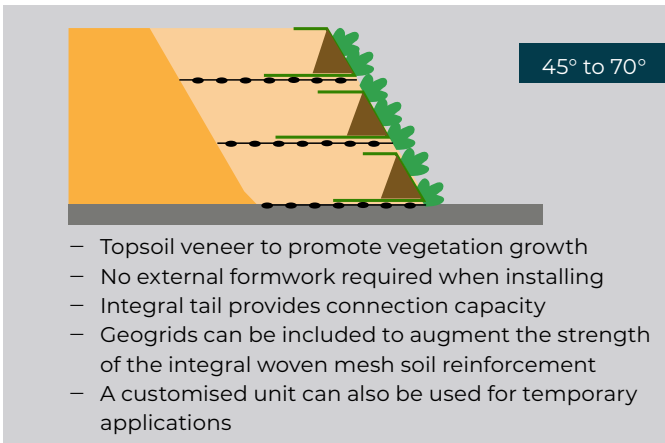 45° to 70°
– Topsoil veneer to promote vegetation growth
– No external formwork required when installing
– Integral tail provides connection capacity
– Geogrids can be included to augment the strength
of the integral woven mesh soil reinforcement
– A customised unit can also be used for temporary
applications